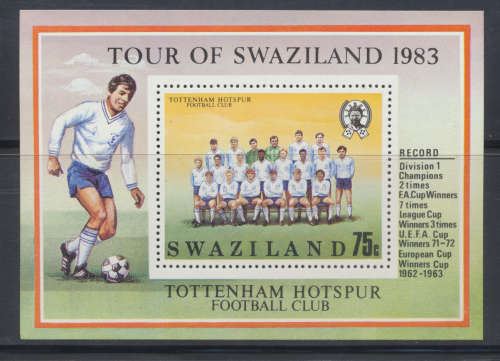 TOUR OF SWAZILAND 1983
TOTTENHAM HOTSPUR
FOOTBALL CLUB
SWAZILAND 75c
RECORD
Division 1
Champions
2 times
F.A. Cup Winners
7 times
League Cup
Winners 3 times
U.E.F.A. Cup
Winners 71-72
European Cup
Winners Cup
1962-1963
TOTTENHAM HOTSPUR
FOOTBALL CLUB